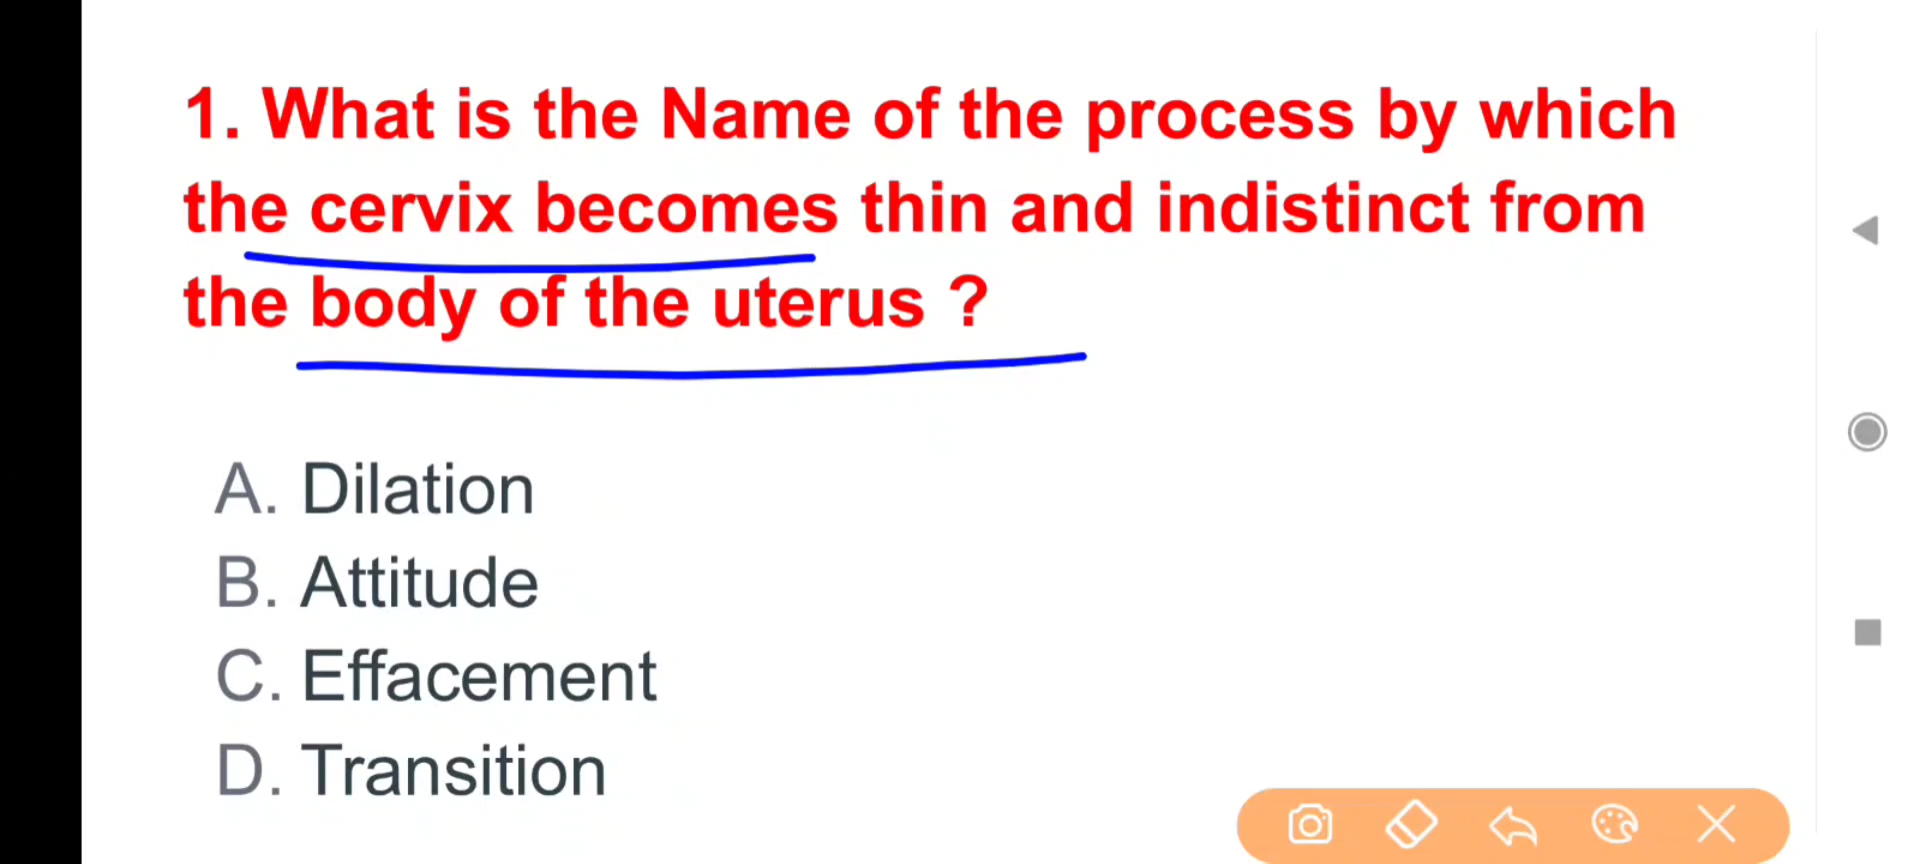 1. What is the Name of the process by which
the cervix becomes thin and indistinct from
the body of the uterus ?
A. Dilation
B. Attitude
C. Effacement
D. Transition